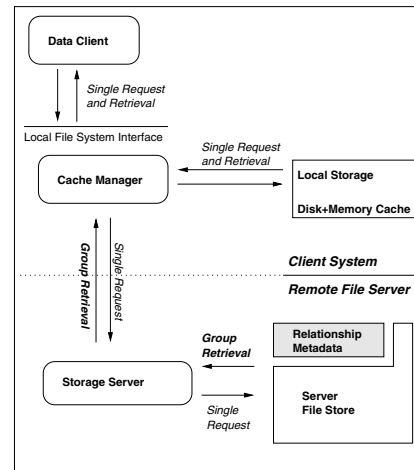 Data Client
Single Request
and Retrieval
Local File System Interface
Single Request
and Retrieval
Cache Manager
Local Storage
Disk+Memory Cache
Group Retrieval
Single Request
Client System
Remote File Server
Relationship
Metadata
Group
Retrieval
Storage Server
Server
File Store
Single
Request